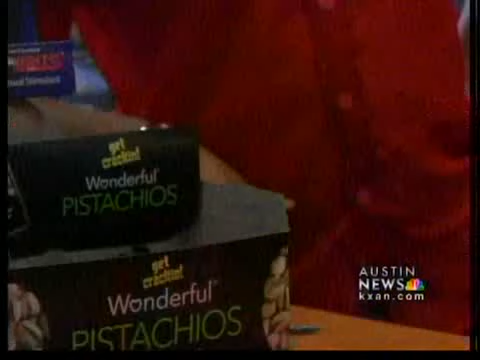 get
crackin!
Wonderful
PISTACHIOS
get
crackin!
Wonderful
PISTACHIOS
AUSTIN
NEWS
kxan.com